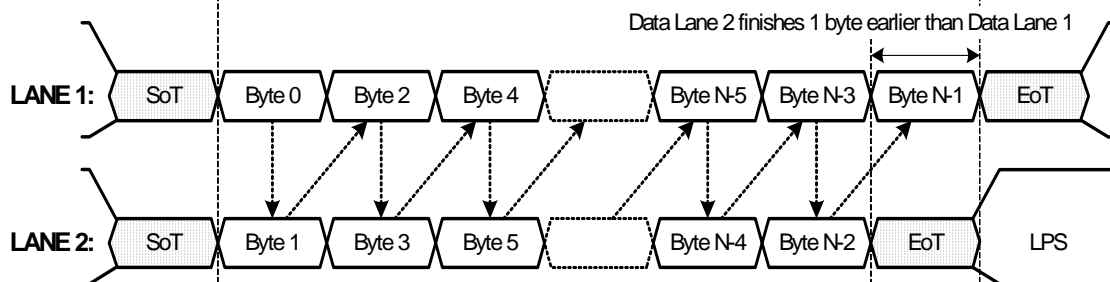 Data Lane 2 finishes 1 byte earlier than Data Lane 1
LANE 1: SoT Byte 0 Byte 2 Byte 4 Byte N-5 Byte N-3 Byte N-1 EoT
LANE 2: SoT Byte 1 Byte 3 Byte 5 Byte N-4 Byte N-2 EoT LPS